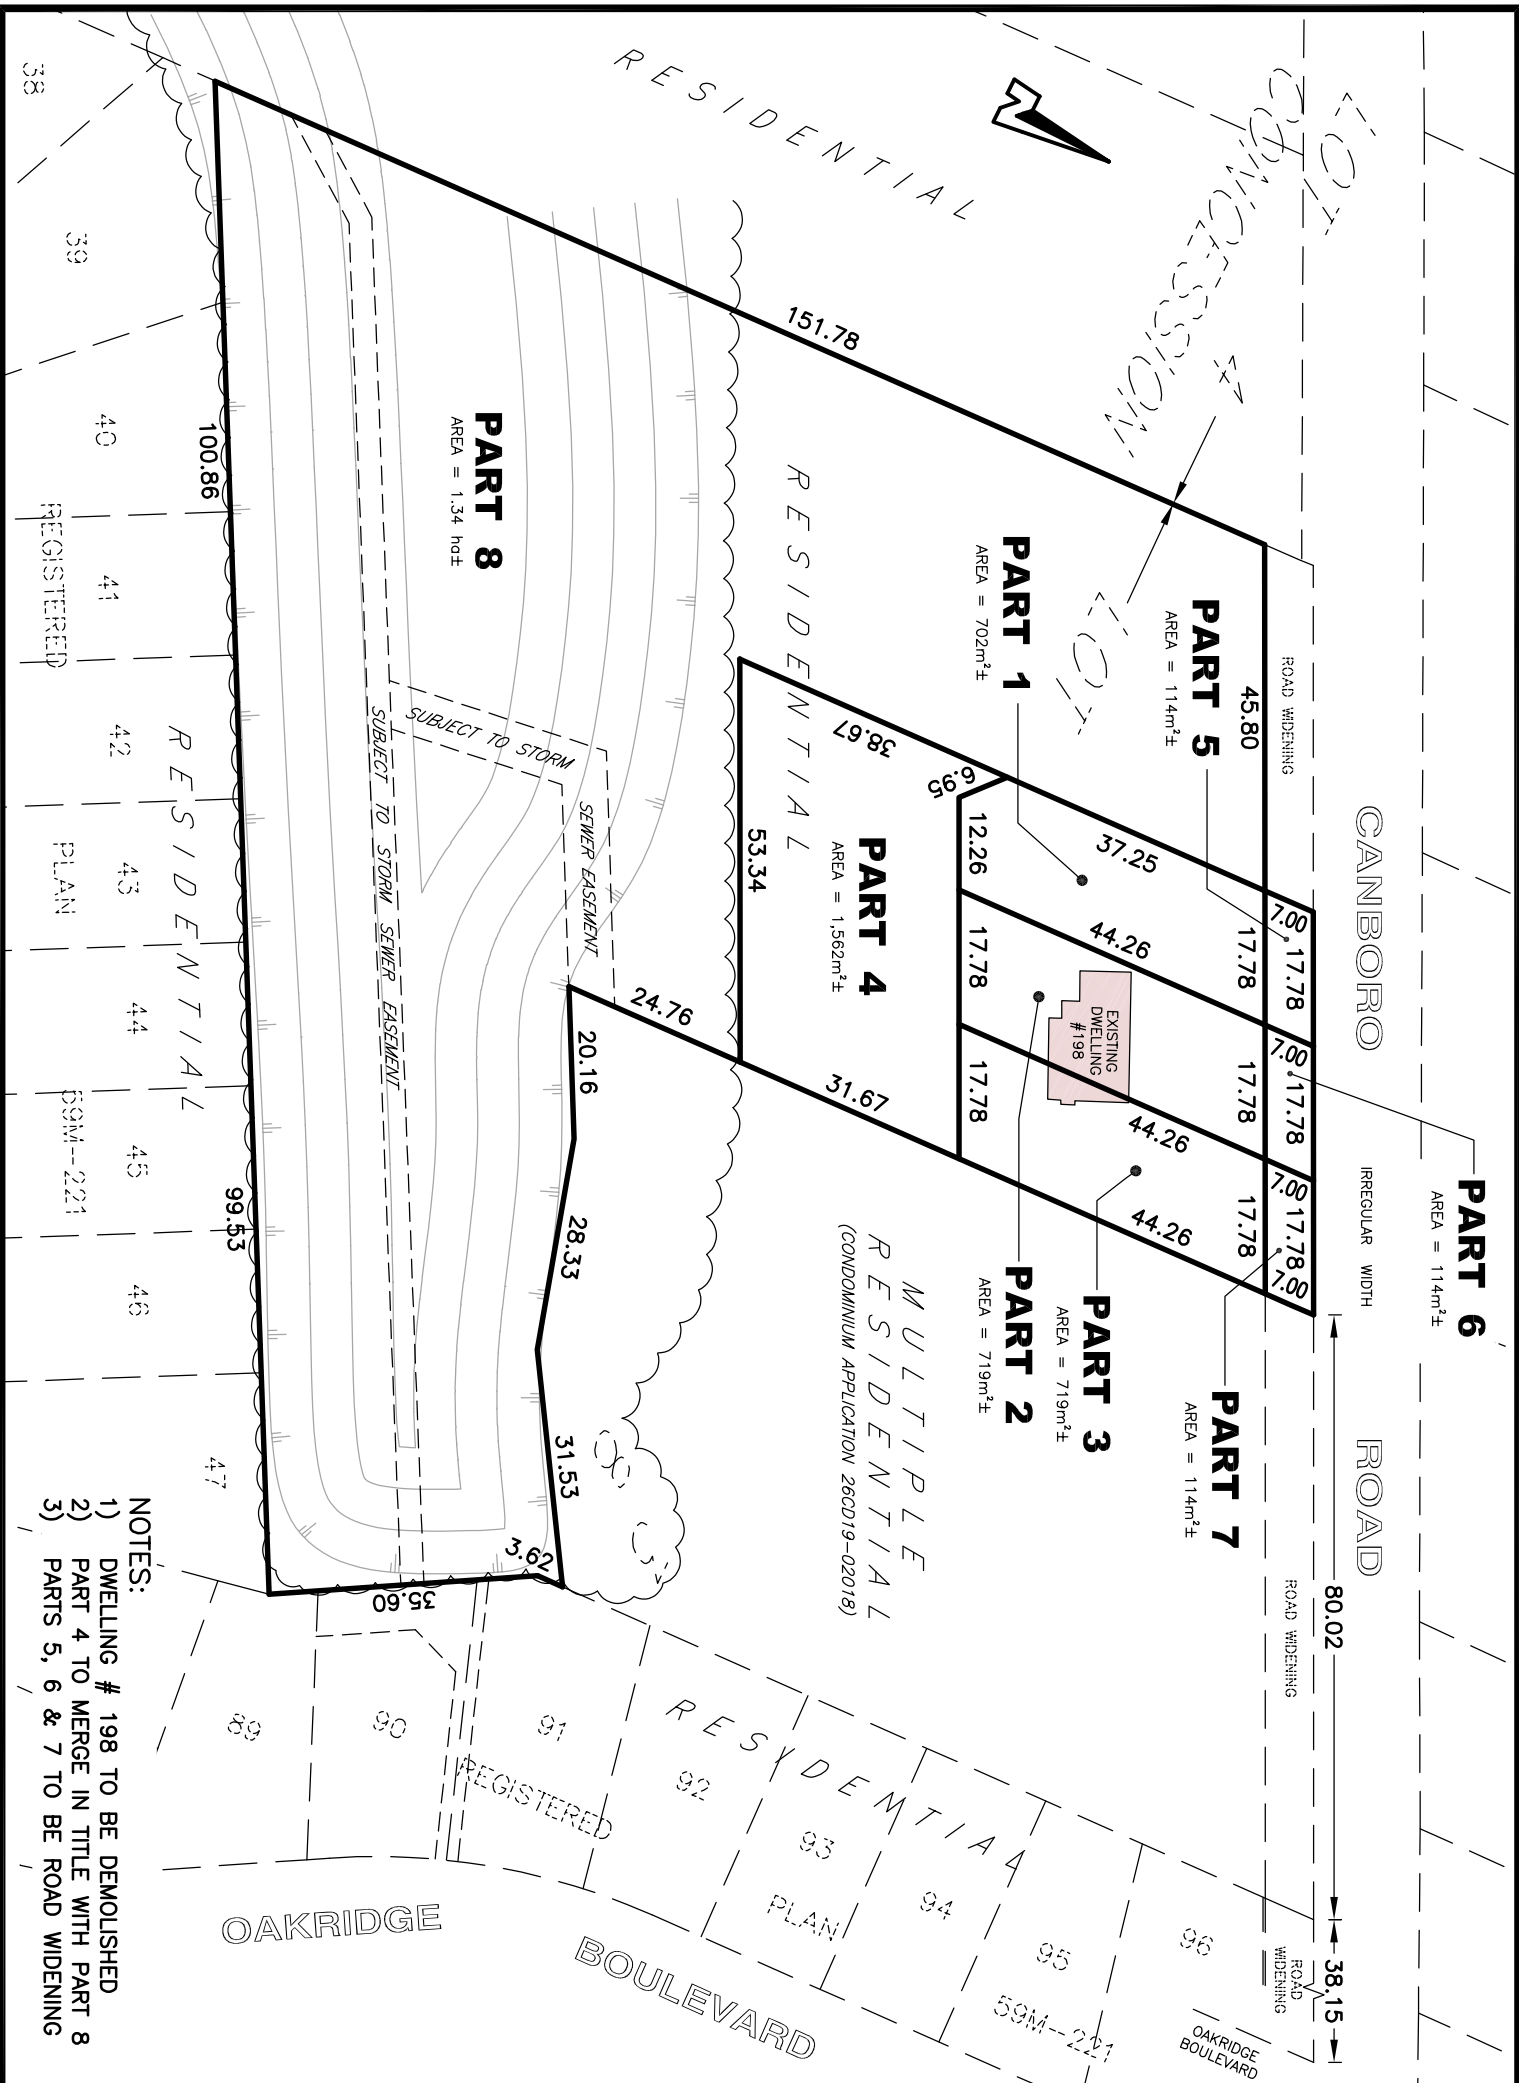 CANBORO ROAD
IRREGULAR WIDTH
ROAD WIDENING
ROAD WIDENING
ROAD
WIDENING
80.02
38.15
OAKRIDGE
BOULEVARD
LOT
CONCESSION
4
LOT
RESIDENTIAL
PART 6
AREA = 114m²±
PART 5
AREA = 114m²±
PART 7
AREA = 114m²±
45.80
7.00
17.78
7.00
17.78
7.00
17.78
7.00
17.78
17.78
17.78
PART 1
AREA = 702m²±
37.25
44.26
44.26
44.26
EXISTING
DWELLING
#198
PART 3
AREA = 719m²±
PART 2
AREA = 719m²±
6.95
12.26
17.78
17.78
38.67
PART 4
AREA = 1,562m²±
31.67
53.34
151.78
RESIDENTIAL
MULTIPLE
RESIDENTIAL
(CONDOMINIUM APPLICATION 26CD19-02018)
24.76
20.16
28.33
31.53
3.62
35.60
PART 8
AREA = 1.34 ha±
SUBJECT TO STORM
SEWER EASEMENT
SUBJECT TO STORM SEWER EASEMENT
100.86
99.53
RESIDENTIAL
38
39
40
41
42
43
44
45
46
47
REGISTERED PLAN 59M-221
89
90
91
92
93
94
95
96
RESIDENTIAL
REGISTERED PLAN 59M-221
OAKRIDGE BOULEVARD
NOTES:
1) DWELLING # 198 TO BE DEMOLISHED
2) PART 4 TO MERGE IN TITLE WITH PART 8
3) PARTS 5, 6 & 7 TO BE ROAD WIDENING